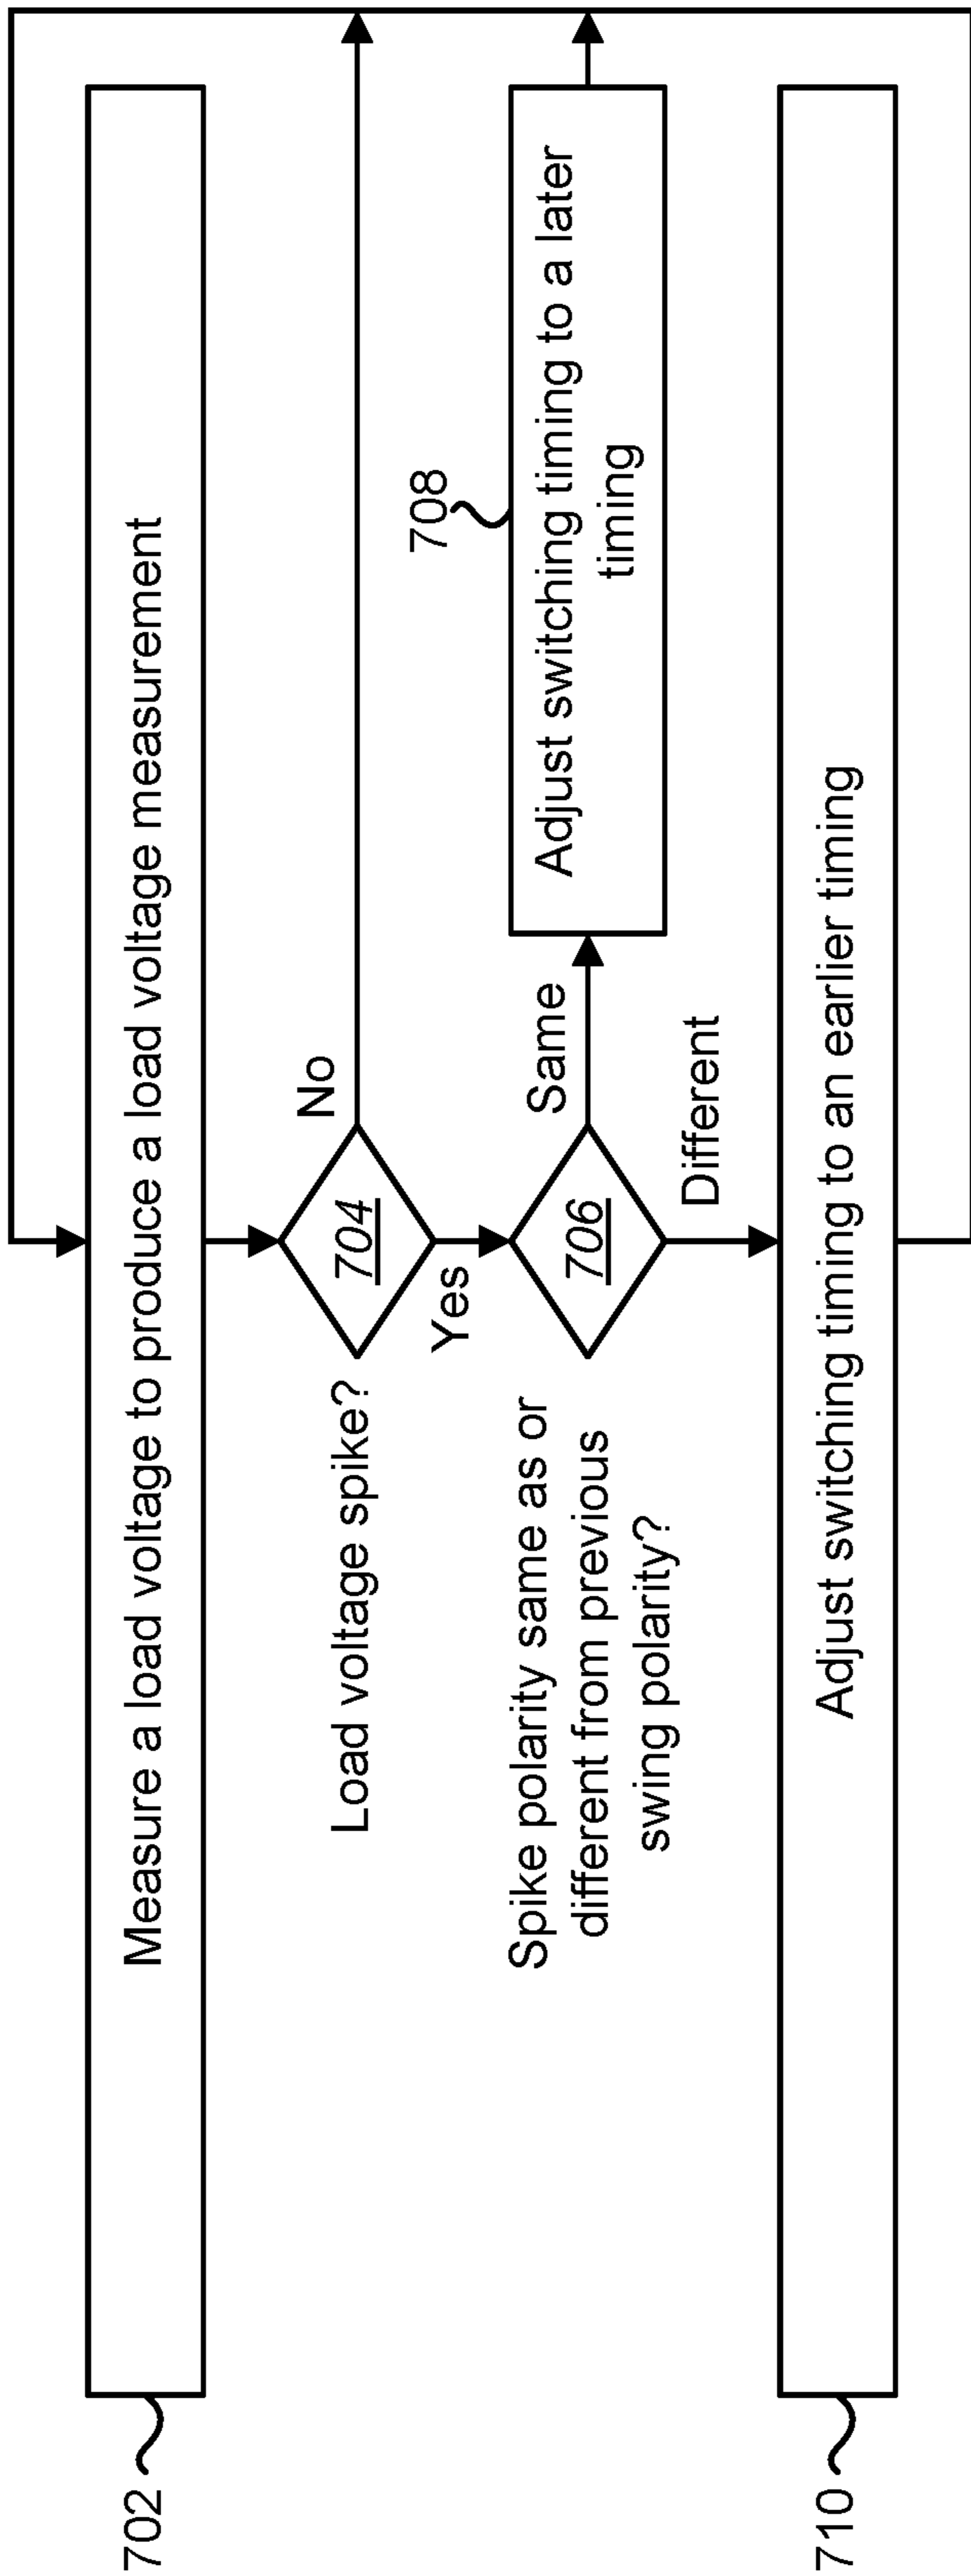 702
Measure a load voltage to produce a load voltage measurement
Load voltage spike?
704
No
Yes
Spike polarity same as or
different from previous
swing polarity?
706
Same
708
Adjust switching timing to a later
timing
Different
710
Adjust switching timing to an earlier timing